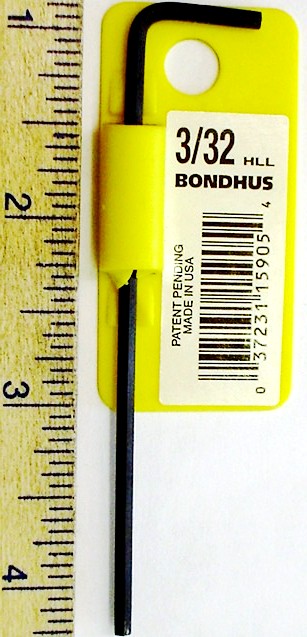 1
2
3
4
3/32 HLL
BONDHUS
PATENT PENDING
MADE IN USA
0 37231 15905 4